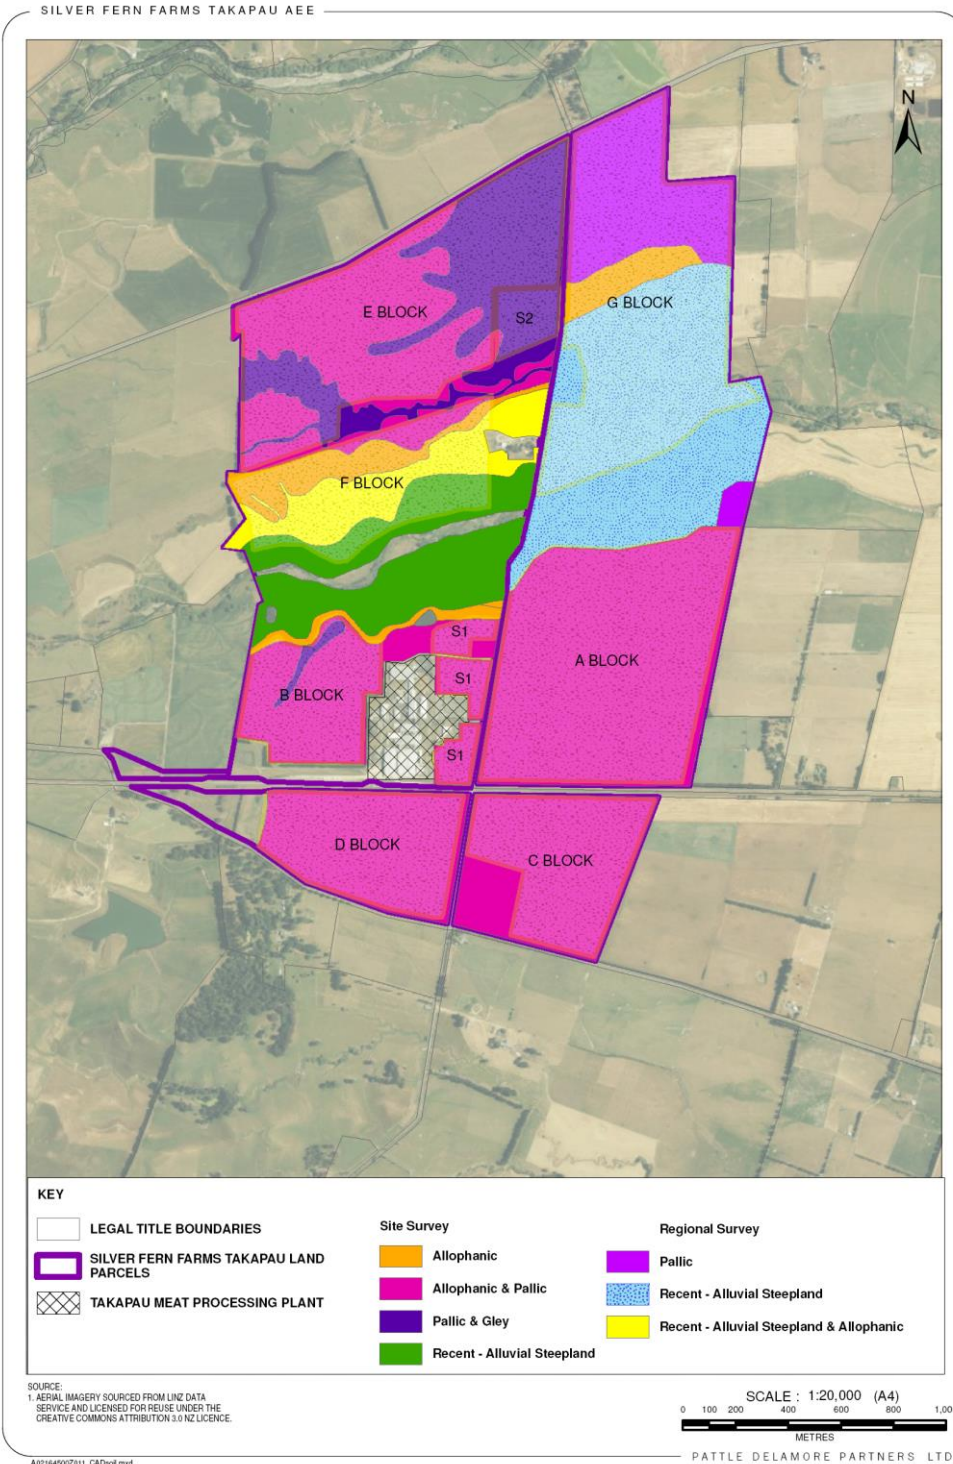 SILVER FERN FARMS TAKAPAU AEE
N
E BLOCK
S2
G BLOCK
F BLOCK
S1
A BLOCK
S1
B BLOCK
S1
D BLOCK
C BLOCK
KEY
LEGAL TITLE BOUNDARIES
SILVER FERN FARMS TAKAPAU LAND
PARCELS
TAKAPAU MEAT PROCESSING PLANT
Site Survey
Allophanic
Allophanic & Pallic
Pallic & Gley
Recent - Alluvial Steepland
Regional Survey
Pallic
Recent - Alluvial Steepland
Recent - Alluvial Steepland & Allophanic
SOURCE:
1. AERIAL IMAGERY SOURCED FROM LINZ DATA
SERVICE AND LICENSED FOR REUSE UNDER THE
CREATIVE COMMONS ATTRIBUTION 3.0 NZ LICENCE.
SCALE : 1:20,000 (A4)
0 100 200 400 600 800 1,00
METRES
PATTLE DELAMORE PARTNERS LTD